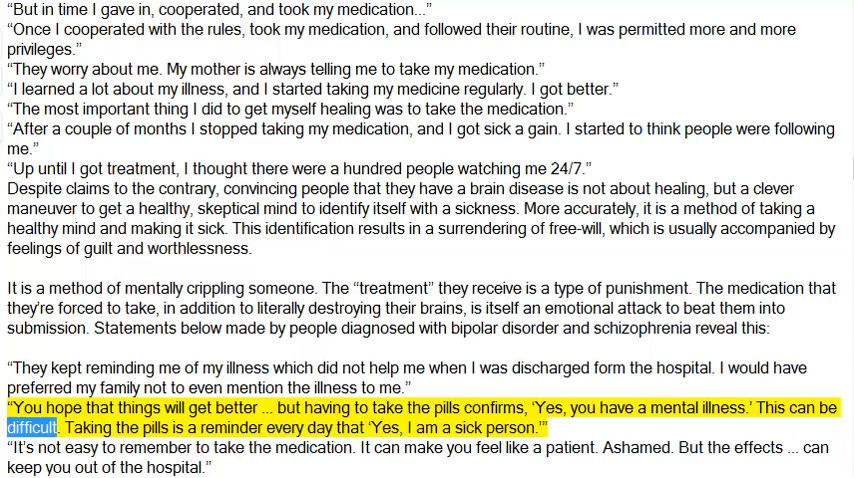 “But in time I gave in, cooperated, and took my medication...”
“Once I cooperated with the rules, took my medication, and followed their routine, I was permitted more and more
privileges.”
“They worry about me. My mother is always telling me to take my medication.”
“I learned a lot about my illness, and I started taking my medicine regularly. I got better.”
“The most important thing I did to get myself healing was to take the medication.”
“After a couple of months I stopped taking my medication, and I got sick a gain. I started to think people were following
me.”
“Up until I got treatment, I thought there were a hundred people watching me 24/7.”
Despite claims to the contrary, convincing people that they have a brain disease is not about healing, but a clever
maneuver to get a healthy, skeptical mind to identify itself with a sickness. More accurately, it is a method of taking a
healthy mind and making it sick. This identification results in a surrendering of free-will, which is usually accompanied by
feelings of guilt and worthlessness.
It is a method of mentally crippling someone. The “treatment” they receive is a type of punishment. The medication that
they’re forced to take, in addition to literally destroying their brains, is itself an emotional attack to beat them into
submission. Statements below made by people diagnosed with bipolar disorder and schizophrenia reveal this:
“They kept reminding me of my illness which did not help me when I was discharged form the hospital. I would have
preferred my family not to even mention the illness to me.”
“You hope that things will get better ... but having to take the pills confirms, ‘Yes, you have a mental illness.’ This can be
difficult. Taking the pills is a reminder every day that ‘Yes, I am a sick person.’”
“It’s not easy to remember to take the medication. It can make you feel like a patient. Ashamed. But the effects ... can
keep you out of the hospital.”